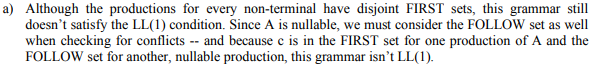 a) Although the productions for every non-terminal have disjoint FIRST sets, this grammar still
doesn't satisfy the LL(1) condition. Since A is nullable, we must consider the FOLLOW set as well
when checking for conflicts -- and because c is in the FIRST set for one production of A and the
FOLLOW set for another, nullable production, this grammar isn't LL(1).